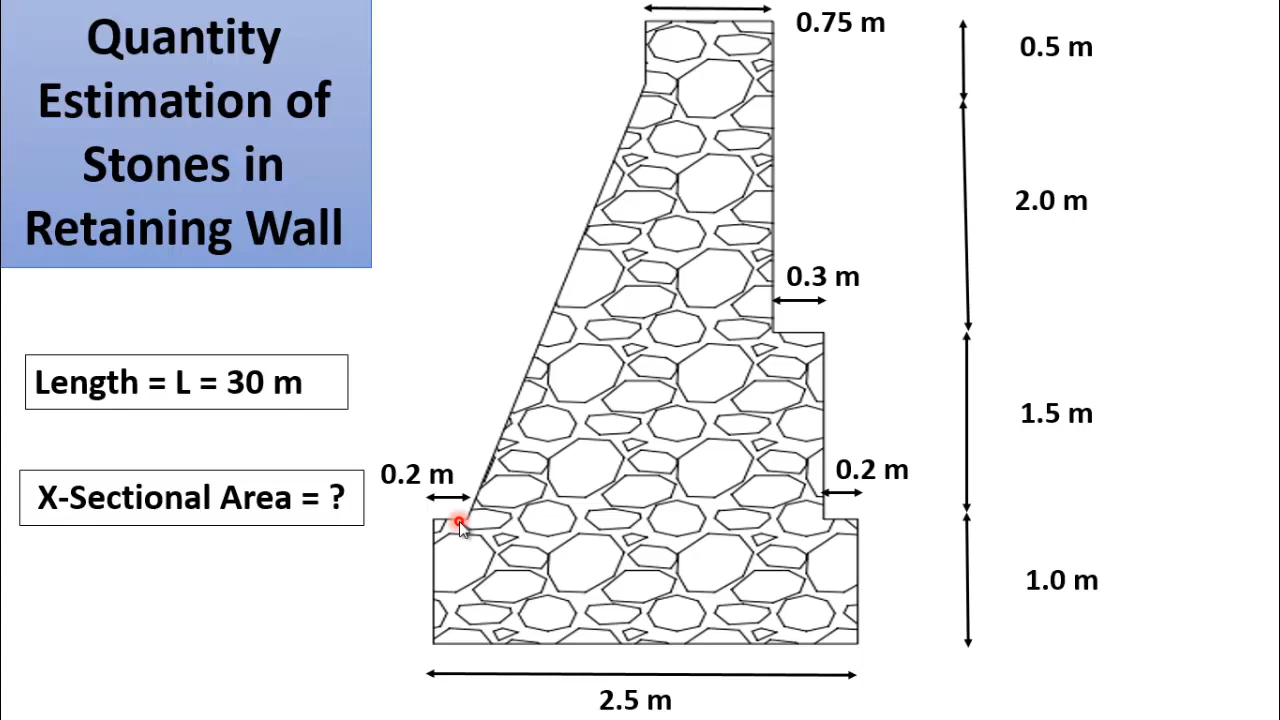 Quantity
Estimation of
Stones in
Retaining Wall
0.75 m
0.5 m
2.0 m
0.3 m
Length = L = 30 m
1.5 m
0.2 m
0.2 m
X-Sectional Area = ?
1.0 m
2.5 m